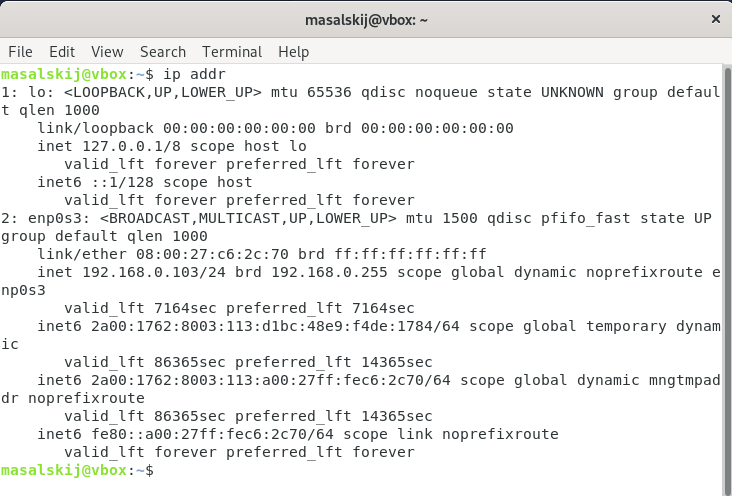 masalskij@vbox: ~
×
File Edit View Search Terminal Help
masalskij@vbox:~$ ip addr
1: lo: <LOOPBACK,UP,LOWER_UP> mtu 65536 qdisc noqueue state UNKNOWN group defaul
t qlen 1000
    link/loopback 00:00:00:00:00:00 brd 00:00:00:00:00:00
    inet 127.0.0.1/8 scope host lo
       valid_lft forever preferred_lft forever
    inet6 ::1/128 scope host
       valid_lft forever preferred_lft forever
2: enp0s3: <BROADCAST,MULTICAST,UP,LOWER_UP> mtu 1500 qdisc pfifo_fast state UP
group default qlen 1000
    link/ether 08:00:27:c6:2c:70 brd ff:ff:ff:ff:ff:ff
    inet 192.168.0.103/24 brd 192.168.0.255 scope global dynamic noprefixroute e
np0s3
       valid_lft 7164sec preferred_lft 7164sec
    inet6 2a00:1762:8003:113:d1bc:48e9:f4de:1784/64 scope global temporary dynam
ic
       valid_lft 86365sec preferred_lft 14365sec
    inet6 2a00:1762:8003:113:a00:27ff:fec6:2c70/64 scope global dynamic mngtmpad
dr noprefixroute
       valid_lft 86365sec preferred_lft 14365sec
    inet6 fe80::a00:27ff:fec6:2c70/64 scope link noprefixroute
       valid_lft forever preferred_lft forever
masalskij@vbox:~$